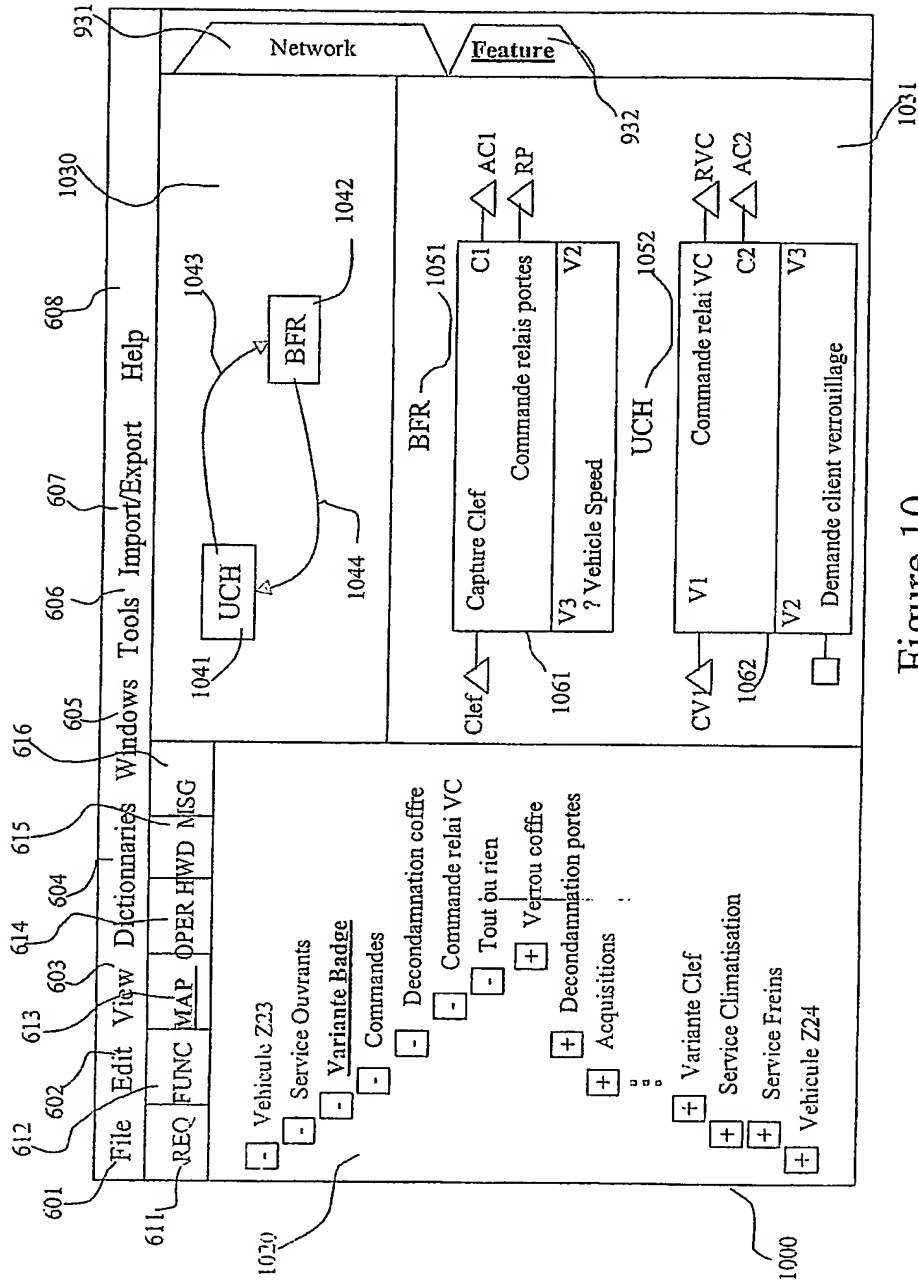 601
602
603
604
605
606
607
608
File Edit View Dictionnaries Windows Tools Import/Export Help
611
612
613
614
615
616
REQ FUNC MAP OPER HWD MSG
1000
1020
- Vehicule Z23
- Service Ouvrants
- Variante Badge
- Commandes
- Decondamnation coffre
- Commande relai VC
- Tout ou rien
+ Verrou coffre
+ Decondamnation portes
+ Acquisitions
+ Variante Clef
+ Service Climatisation
+ Service Freins
+ Vehicule Z24
1030
1041
UCH
1043
1044
BFR
1042
931
Network
Feature
932
BFR 1051
Clef
Capture Clef
C1
AC1
Commande relais portes
RP
V3
V2
? Vehicle Speed
1061
UCH 1052
CV1
V1
Commande relai VC
RVC
C2
AC2
1062
V2
V3
Demande client verrouillage
1031
Figure 10